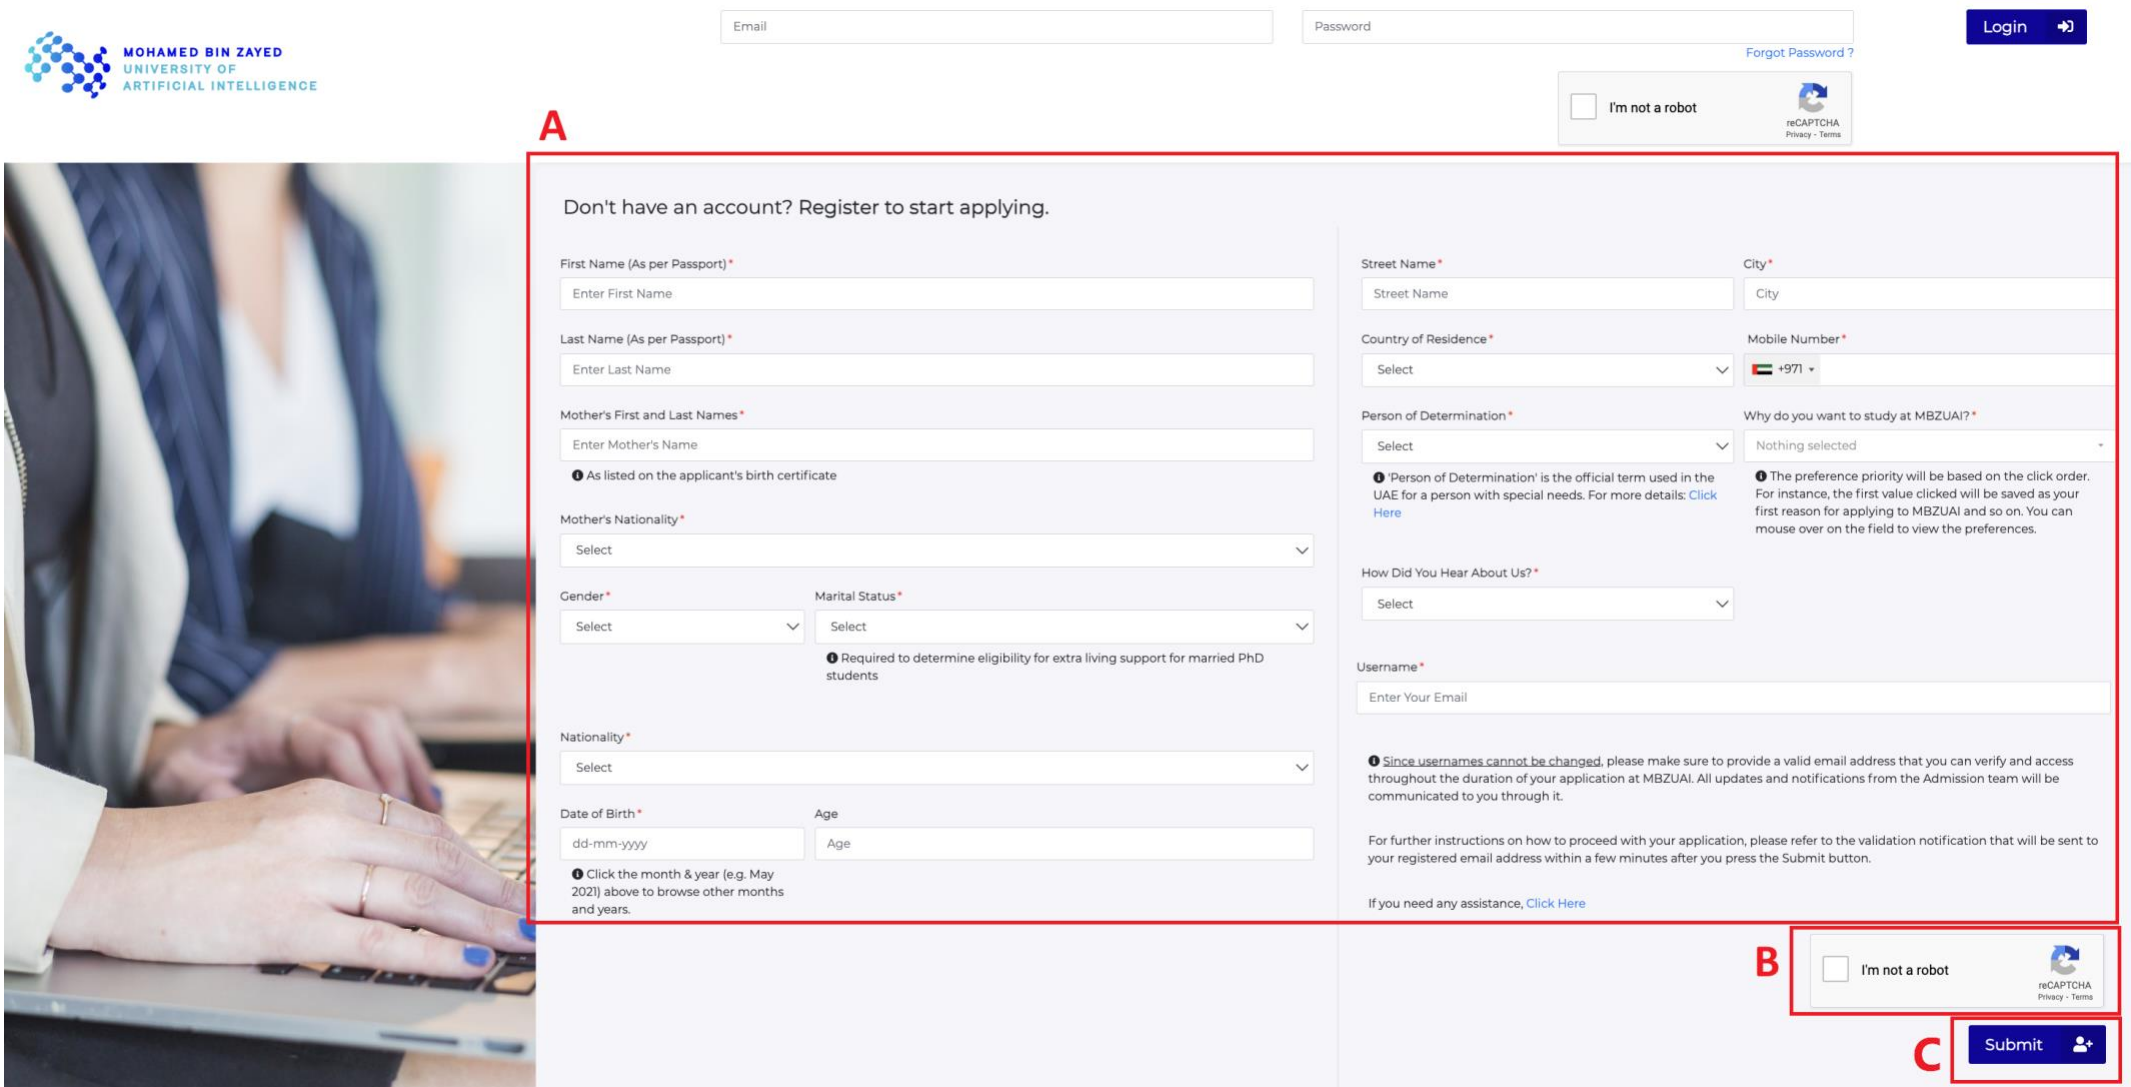 Email
Password
Login
Forgot Password ?
MOHAMED BIN ZAYED
UNIVERSITY OF
ARTIFICIAL INTELLIGENCE
I'm not a robot
reCAPTCHA
Privacy - Terms
A
Don't have an account? Register to start applying.
First Name (As per Passport)*
Enter First Name
Last Name (As per Passport)*
Enter Last Name
Mother's First and Last Names*
Enter Mother's Name
As listed on the applicant's birth certificate
Mother's Nationality*
Select
Gender*
Select
Marital Status*
Select
Required to determine eligibility for extra living support for married PhD
students
Nationality*
Select
Date of Birth*
dd-mm-yyyy
Click the month & year (e.g. May
2021) above to browse other months
and years.
Age
Age
Street Name*
Street Name
City*
City
Country of Residence*
Select
Mobile Number*
+971
Person of Determination*
Select
'Person of Determination' is the official term used in the
UAE for a person with special needs. For more details: Click
Here
Why do you want to study at MBZUAI?*
Nothing selected
The preference priority will be based on the click order.
For instance, the first value clicked will be saved as your
first reason for applying to MBZUAI and so on. You can
mouse over on the field to view the preferences.
How Did You Hear About Us?*
Select
Username*
Enter Your Email
Since usernames cannot be changed, please make sure to provide a valid email address that you can verify and access
throughout the duration of your application at MBZUAI. All updates and notifications from the Admission team will be
communicated to you through it.
For further instructions on how to proceed with your application, please refer to the validation notification that will be sent to
your registered email address within a few minutes after you press the Submit button.
If you need any assistance, Click Here
B
I'm not a robot
reCAPTCHA
Privacy - Terms
C
Submit